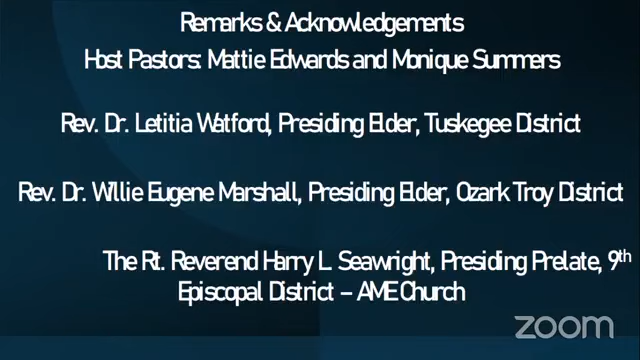 Remarks & Acknowledgements
Host Pastors: Mattie Edwards and Monique Summers
Rev. Dr. Letitia Watford, Presiding Elder, Tuskegee District
Rev. Dr. Willie Eugene Marshall, Presiding Elder, Ozark Troy District
The Rt. Reverend Harry L. Seawright, Presiding Prelate, 9th
Episcopal District – AME Church
zoom